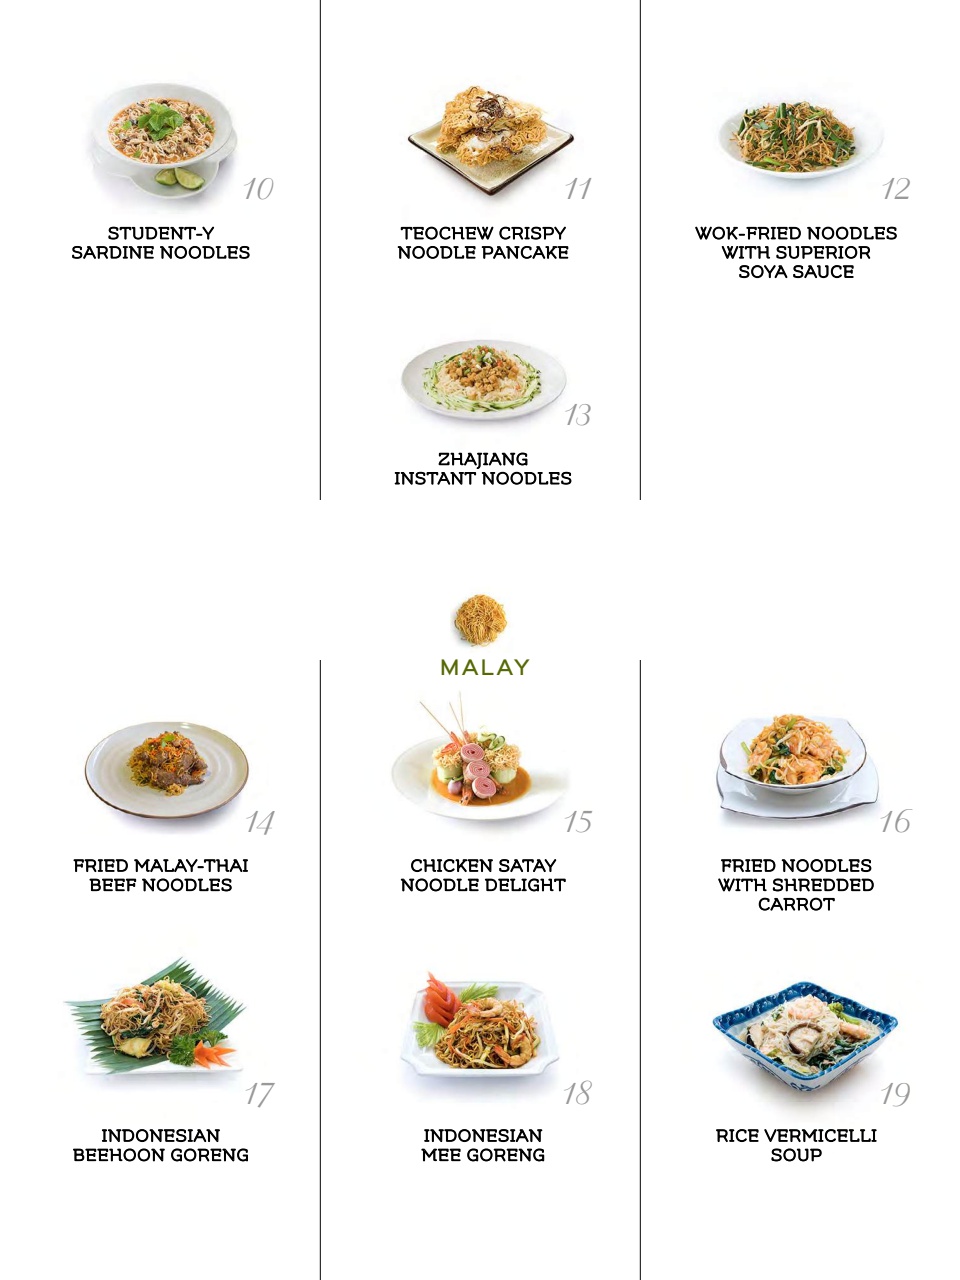 10
STUDENT-Y
SARDINE NOODLES
11
TEOCHEW CRISPY
NOODLE PANCAKE
12
WOK-FRIED NOODLES
WITH SUPERIOR
SOYA SAUCE
13
ZHAJIANG
INSTANT NOODLES
MALAY
14
FRIED MALAY-THAI
BEEF NOODLES
15
CHICKEN SATAY
NOODLE DELIGHT
16
FRIED NOODLES
WITH SHREDDED
CARROT
17
INDONESIAN
BEEHOON GORENG
18
INDONESIAN
MEE GORENG
19
RICE VERMICELLI
SOUP